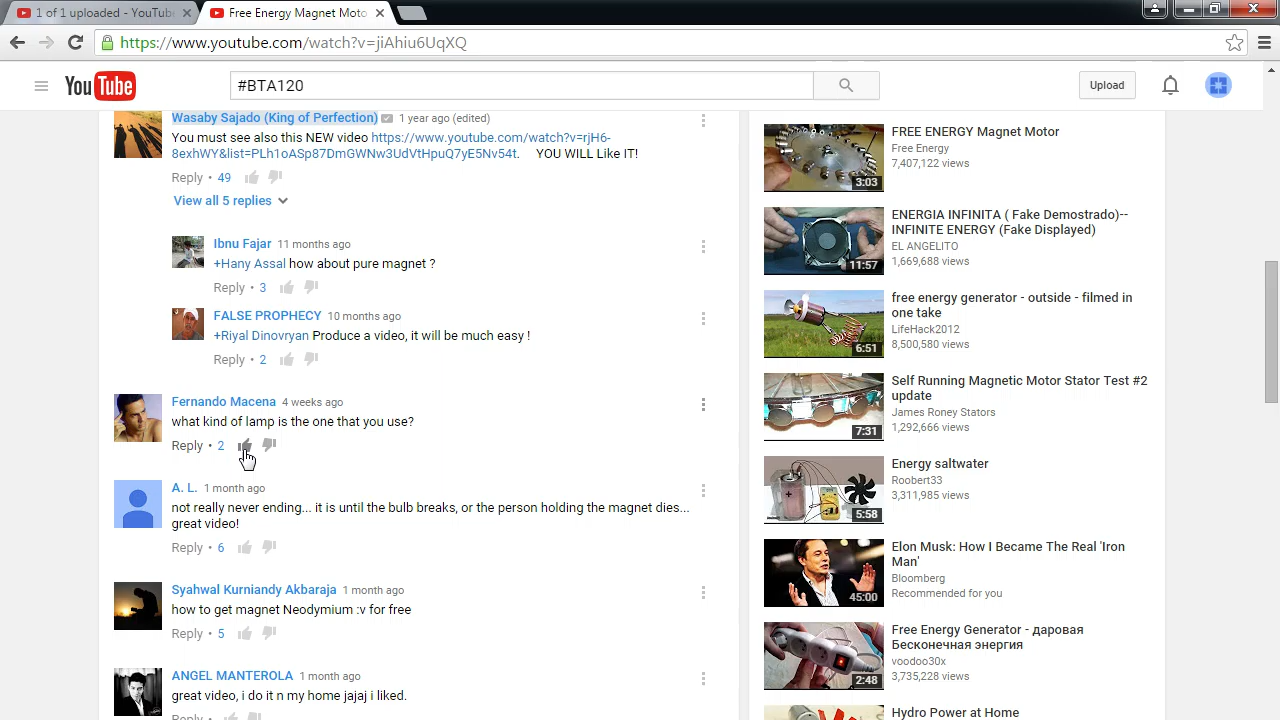 1 of 1 uploaded - YouTube
Free Energy Magnet Moto
https://www.youtube.com/watch?v=jiAhiu6UqXQ
YouTube
#BTA120
Upload
Wasaby Sajado (King of Perfection) 1 year ago (edited)
You must see also this NEW video https://www.youtube.com/watch?v=rjH6-
8exhWY&list=PLh1oASp87DmGWNw3UdVtHpuQ7yE5Nv54t. YOU WILL Like IT!
Reply • 49
View all 5 replies
Ibnu Fajar 11 months ago
+Hany Assal how about pure magnet ?
Reply • 3
FALSE PROPHECY 10 months ago
+Riyal Dinovryan Produce a video, it will be much easy !
Reply • 2
Fernando Macena 4 weeks ago
what kind of lamp is the one that you use?
Reply • 2
A. L. 1 month ago
not really never ending... it is until the bulb breaks, or the person holding the magnet dies...
great video!
Reply • 6
Syahwal Kurniandy Akbaraja 1 month ago
how to get magnet Neodymium :v for free
Reply • 5
ANGEL MANTEROLA 1 month ago
great video, i do it n my home jajaj i liked.
Reply
FREE ENERGY Magnet Motor
Free Energy
7,407,122 views
3:03
ENERGIA INFINITA ( Fake Demostrado)--
INFINITE ENERGY (Fake Displayed)
EL ANGELITO
1,669,688 views
11:57
free energy generator - outside - filmed in
one take
LifeHack2012
8,500,580 views
6:51
Self Running Magnetic Motor Stator Test #2
update
James Roney Stators
1,292,666 views
7:31
Energy saltwater
Roobert33
3,311,985 views
5:58
Elon Musk: How I Became The Real 'Iron
Man'
Bloomberg
Recommended for you
45:00
Free Energy Generator - даровая
Бесконечная энергия
voodoo30x
3,735,228 views
2:48
Hydro Power at Home